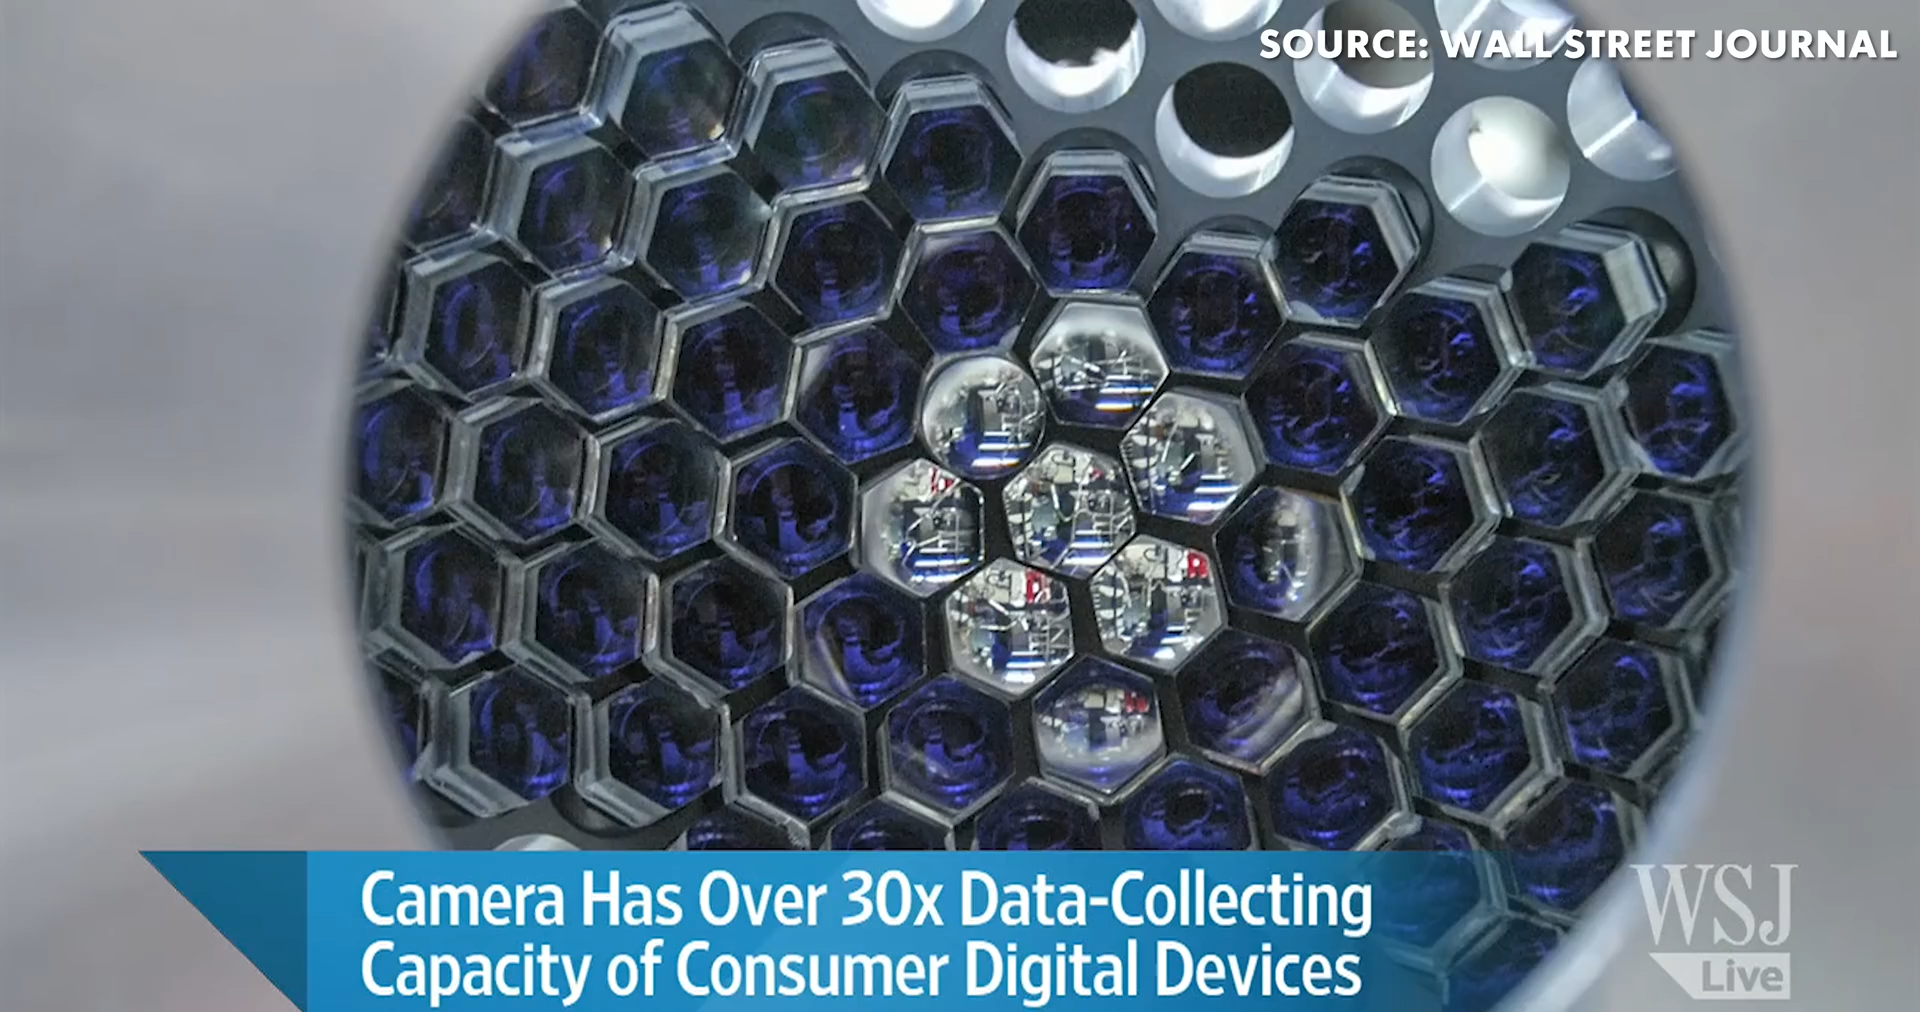 SOURCE: WALL STREET JOURNAL
Camera Has Over 30x Data-Collecting
Capacity of Consumer Digital Devices
WSJ
Live